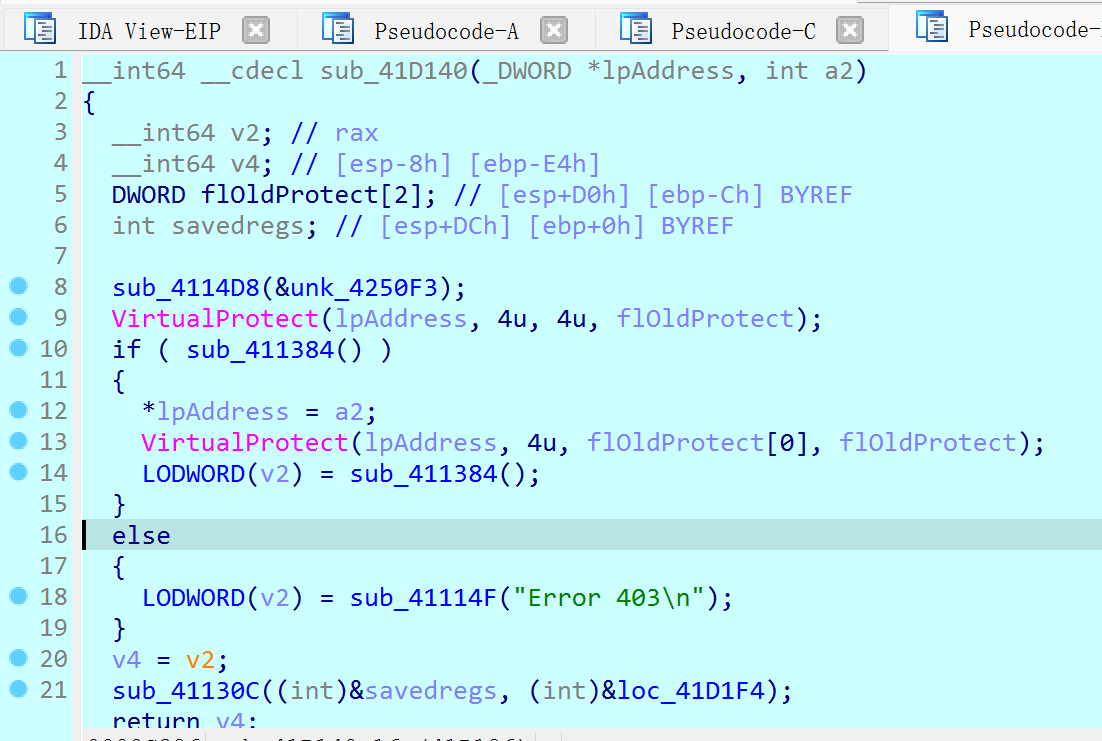 IDA View-EIP Pseudocode-A Pseudocode-C Pseudocode-
1 __int64 __cdecl sub_41D140(_DWORD *lpAddress, int a2)
2 {
3 __int64 v2; // rax
4 __int64 v4; // [esp-8h] [ebp-E4h]
5 DWORD flOldProtect[2]; // [esp+D0h] [ebp-Ch] BYREF
6 int savedregs; // [esp+DCh] [ebp+0h] BYREF
7
8 sub_4114D8(&unk_4250F3);
9 VirtualProtect(lpAddress, 4u, 4u, flOldProtect);
10 if ( sub_411384() )
11 {
12 *lpAddress = a2;
13 VirtualProtect(lpAddress, 4u, flOldProtect[0], flOldProtect);
14 LODWORD(v2) = sub_411384();
15 }
16 else
17 {
18 LODWORD(v2) = sub_41114F("Error 403\n");
19 }
20 v4 = v2;
21 sub_41130C((int)&savedregs, (int)&loc_41D1F4);
return v4;